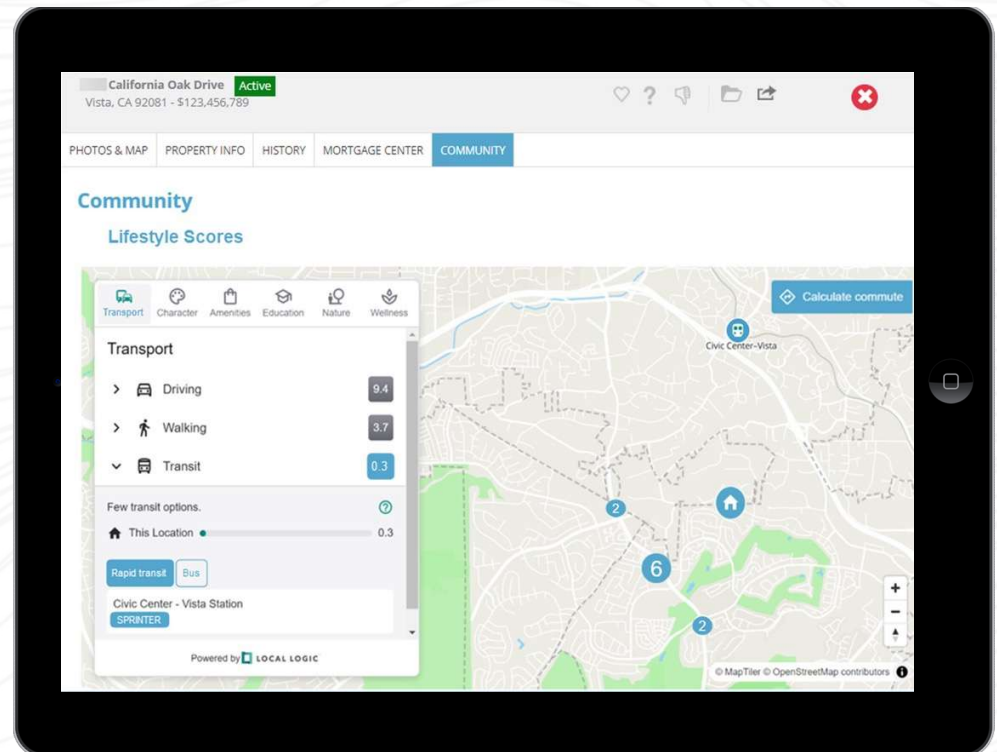 California Oak Drive Active
Vista, CA 92081 - $123,456,789
?
PHOTOS & MAP PROPERTY INFO HISTORY MORTGAGE CENTER COMMUNITY
Community
Lifestyle Scores
Transport Character Amenities Education Nature Wellness
Calculate commute
Civic Center-Vista
Transport
Driving 9.4
Walking 3.7
Transit 0.3
Few transit options. ?
This Location 0.3
Rapid transit Bus
Civic Center - Vista Station
SPRINTER
Powered by LOCAL LOGIC
2
6
2
+
-
© MapTiler © OpenStreetMap contributors i